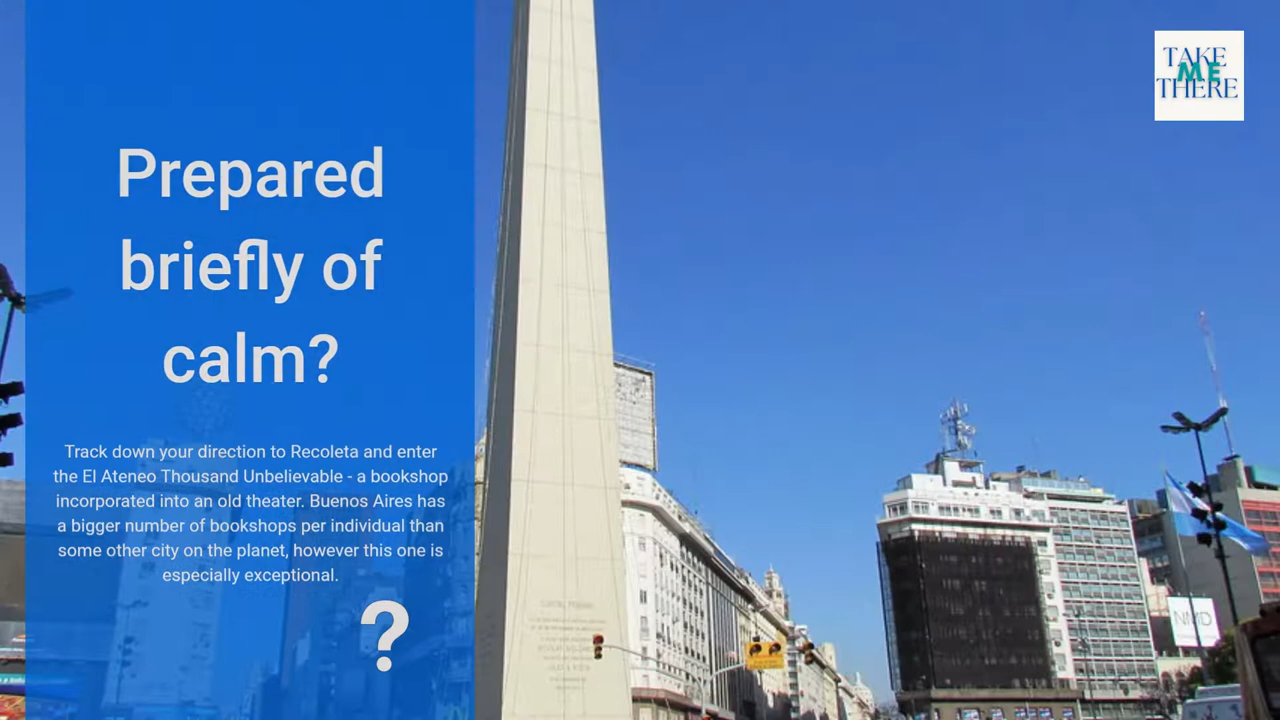 Prepared
briefly of
calm?
Track down your direction to Recoleta and enter
the El Ateneo Thousand Unbelievable - a bookshop
incorporated into an old theater. Buenos Aires has
a bigger number of bookshops per individual than
some other city on the planet, however this one is
especially exceptional.
?
TAKE
ME
THERE
NMD